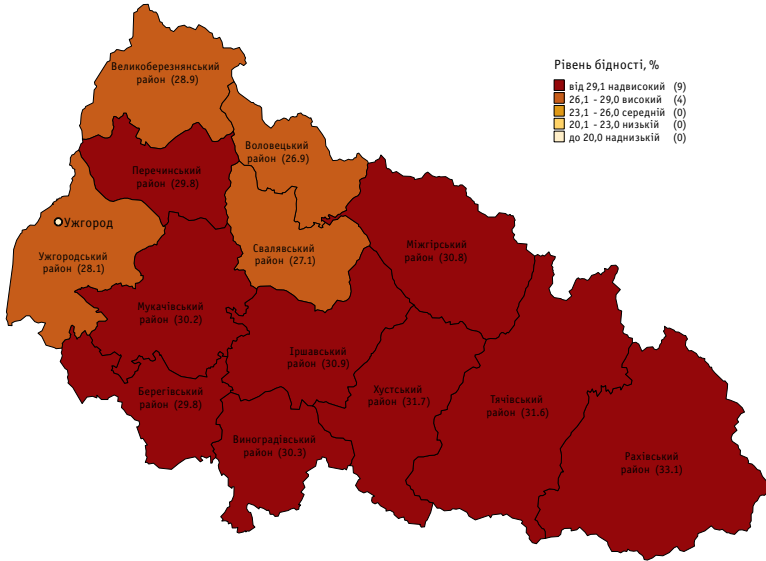 Великоберезнянський
район (28.9)
Рівень бідності, %
від 29,1 надвисокий (9)
26,1 - 29,0 високий (4)
23,1 - 26,0 середній (0)
20,1 - 23,0 низькій (0)
до 20,0 наднизькій (0)
Воловецький
район (26.9)
Перечинський
район (29.8)
Ужгород
Свалявський
район (27.1)
Міжгірський
район (30.8)
Ужгородський
район (28.1)
Мукачівський
район (30.2)
Іршавський
район (30.9)
Берегівський
район (29.8)
Хустський
район (31.7)
Тячівський
район (31.6)
Виноградівський
район (30.3)
Рахівський
район (33.1)